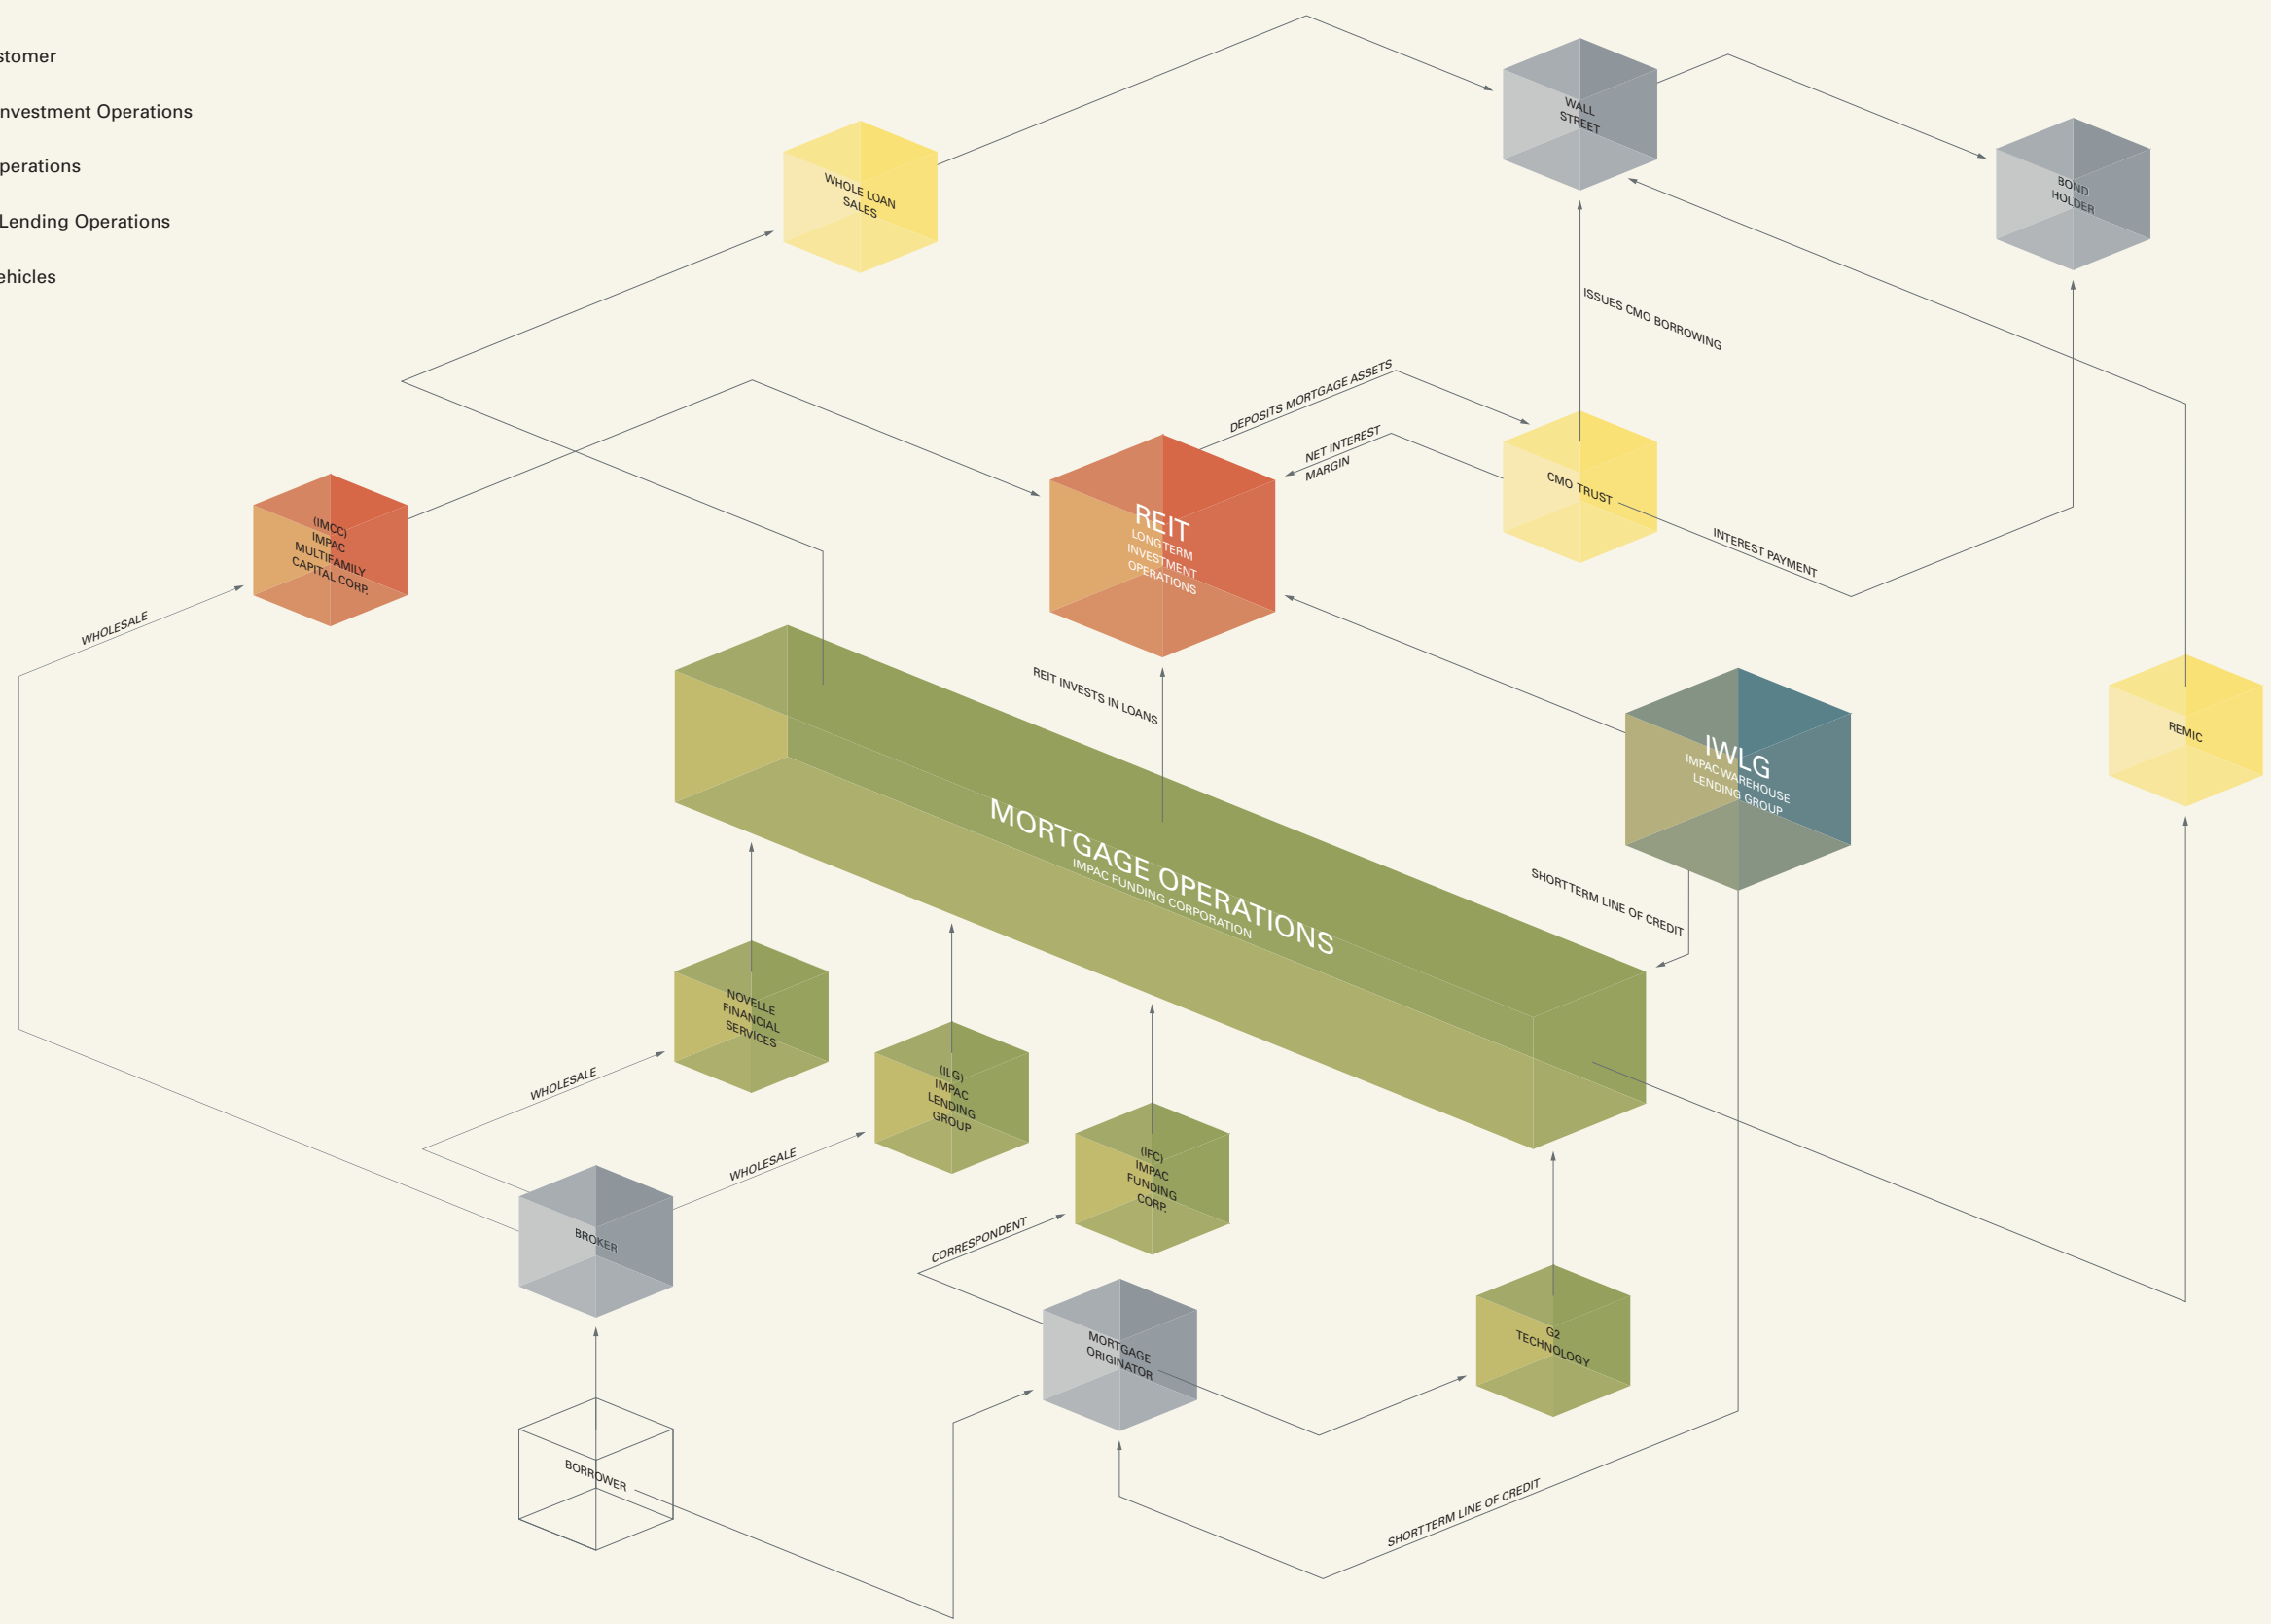 stomer
nvestment Operations
perations
Lending Operations
ehicles
WALL
STREET
BOND
HOLDER
WHOLE LOAN
SALES
ISSUES CMO BORROWING
DEPOSITS MORTGAGE ASSETS
NET INTEREST
MARGIN
CMO TRUST
INTEREST PAYMENT
(IMCC)
IMPAC
MULTIFAMILY
CAPITAL CORP.
REIT
LONG TERM
INVESTMENT
OPERATIONS
WHOLESALE
REIT INVESTS IN LOANS
IWLG
IMPAC WAREHOUSE
LENDING GROUP
REMIC
MORTGAGE OPERATIONS
IMPAC FUNDING CORPORATION
SHORT TERM LINE OF CREDIT
NOVELLE
FINANCIAL
SERVICES
WHOLESALE
(ILG)
IMPAC
LENDING
GROUP
WHOLESALE
(IFC)
IMPAC
FUNDING
CORP.
BROKER
CORRESPONDENT
MORTGAGE
ORIGINATOR
G2
TECHNOLOGY
BORROWER
SHORT TERM LINE OF CREDIT